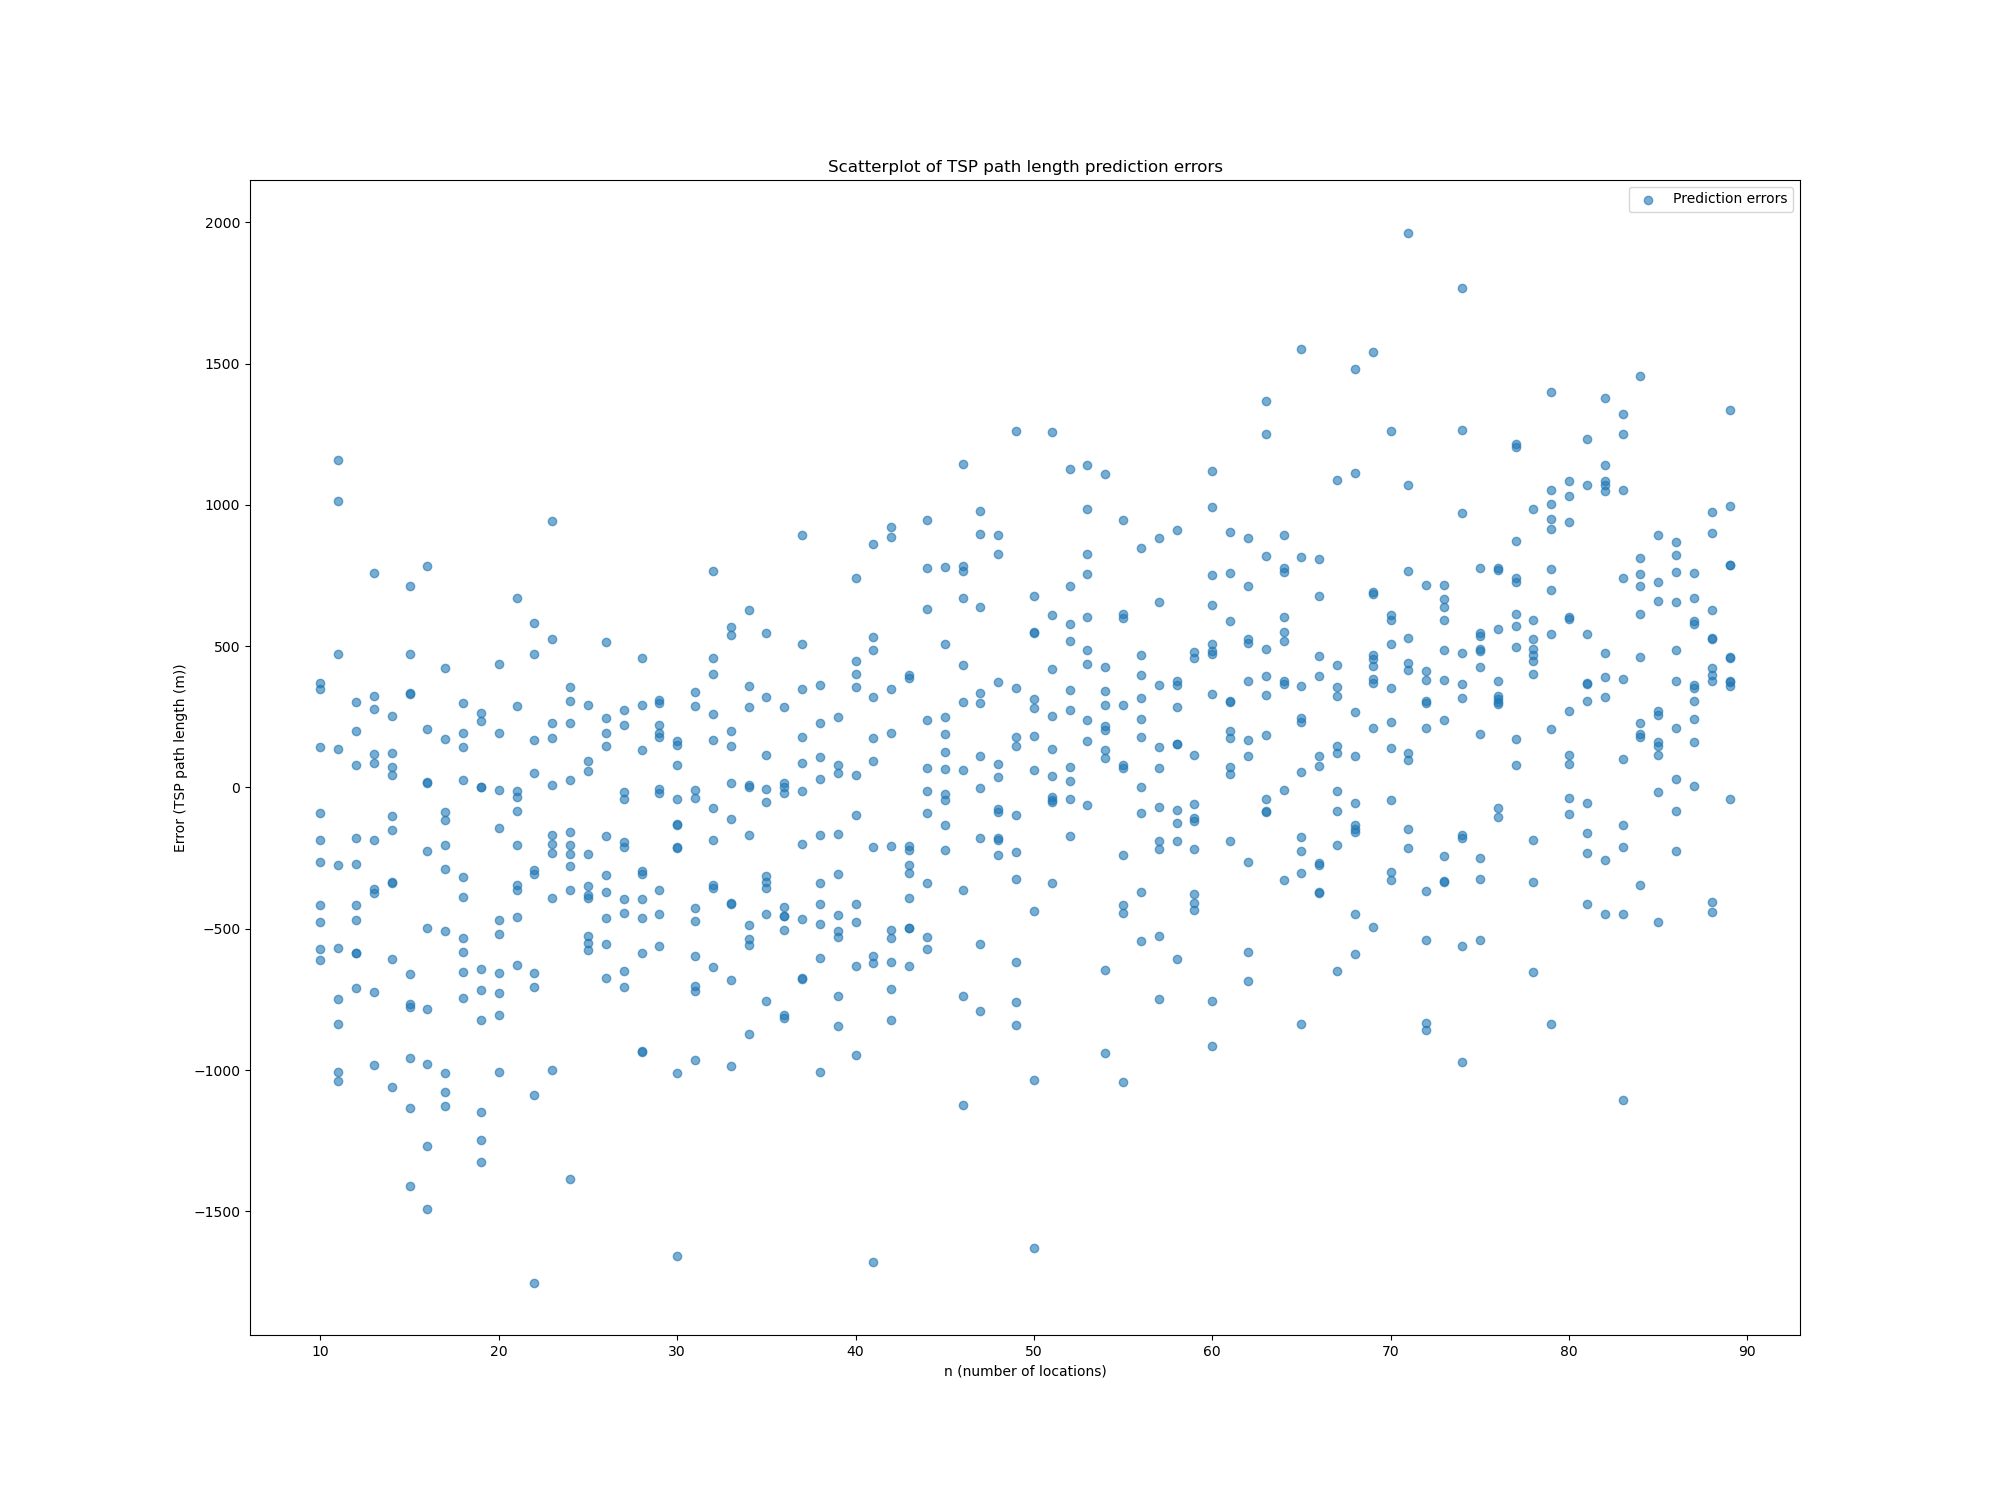 Scatterplot of TSP path length prediction errors
Prediction errors
2000
1500
1000
500
0
−500
−1000
−1500
Error (TSP path length (m))
10 20 30 40 50 60 70 80 90
n (number of locations)